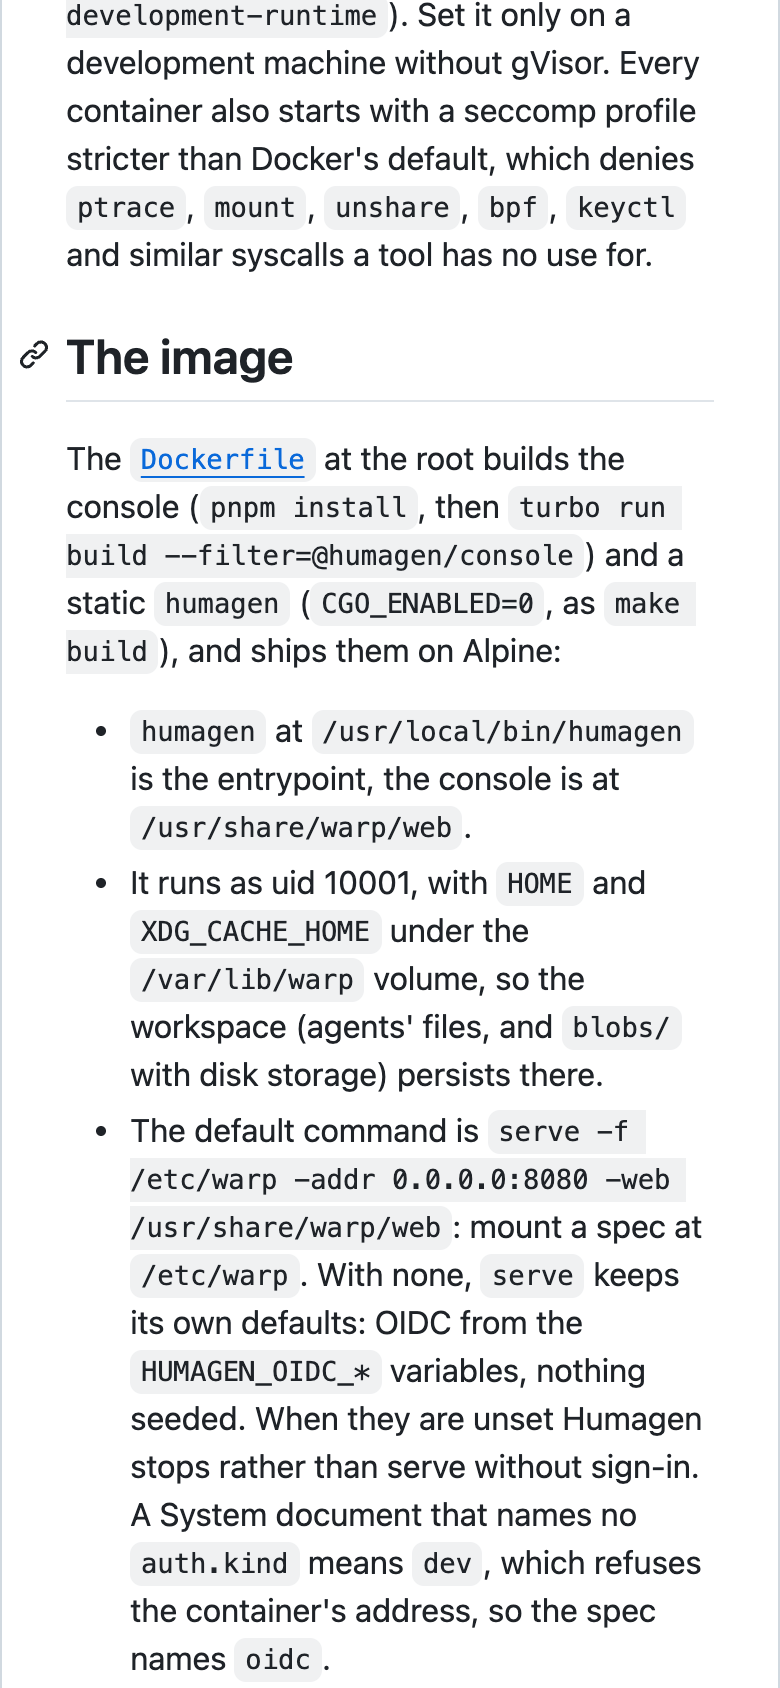 development-runtime ). Set it only on a
development machine without gVisor. Every
container also starts with a seccomp profile
stricter than Docker's default, which denies
ptrace , mount , unshare , bpf , keyctl
and similar syscalls a tool has no use for.
The image
The Dockerfile at the root builds the
console ( pnpm install , then turbo run
build --filter=@humagen/console ) and a
static humagen ( CGO_ENABLED=0 , as make
build ), and ships them on Alpine:
• humagen at /usr/local/bin/humagen
is the entrypoint, the console is at
/usr/share/warp/web .
• It runs as uid 10001, with HOME and
XDG_CACHE_HOME under the
/var/lib/warp volume, so the
workspace (agents' files, and blobs/
with disk storage) persists there.
• The default command is serve -f
/etc/warp -addr 0.0.0.0:8080 -web
/usr/share/warp/web : mount a spec at
/etc/warp . With none, serve keeps
its own defaults: OIDC from the
HUMAGEN_OIDC_* variables, nothing
seeded. When they are unset Humagen
stops rather than serve without sign-in.
A System document that names no
auth.kind means dev , which refuses
the container's address, so the spec
names oidc .